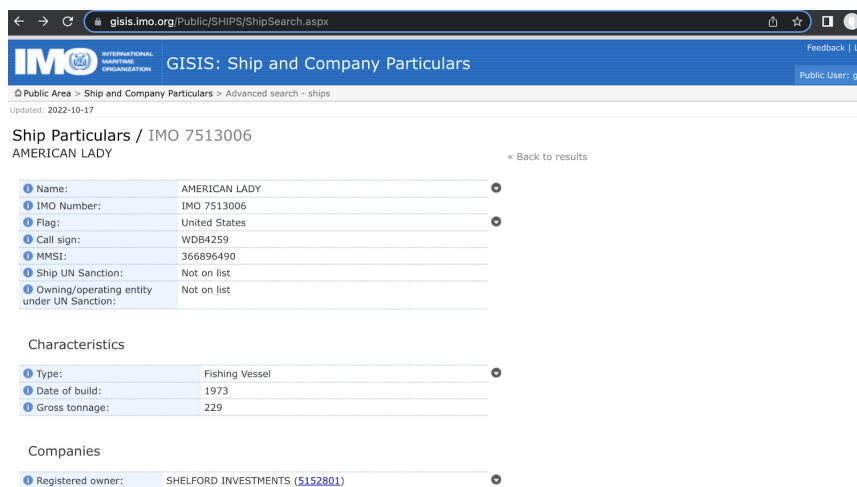 gisis.imo.org/Public/SHIPS/ShipSearch.aspx
Feedback |
IMO INTERNATIONAL MARITIME ORGANIZATION
GISIS: Ship and Company Particulars
Public User:
Public Area > Ship and Company Particulars > Advanced search - ships
Updated: 2022-10-17
Ship Particulars / IMO 7513006
AMERICAN LADY
« Back to results
Name: AMERICAN LADY
IMO Number: IMO 7513006
Flag: United States
Call sign: WDB4259
MMSI: 366896490
Ship UN Sanction: Not on list
Owning/operating entity Not on list
under UN Sanction:
Characteristics
Type: Fishing Vessel
Date of build: 1973
Gross tonnage: 229
Companies
Registered owner: SHELFORD INVESTMENTS (5152801)